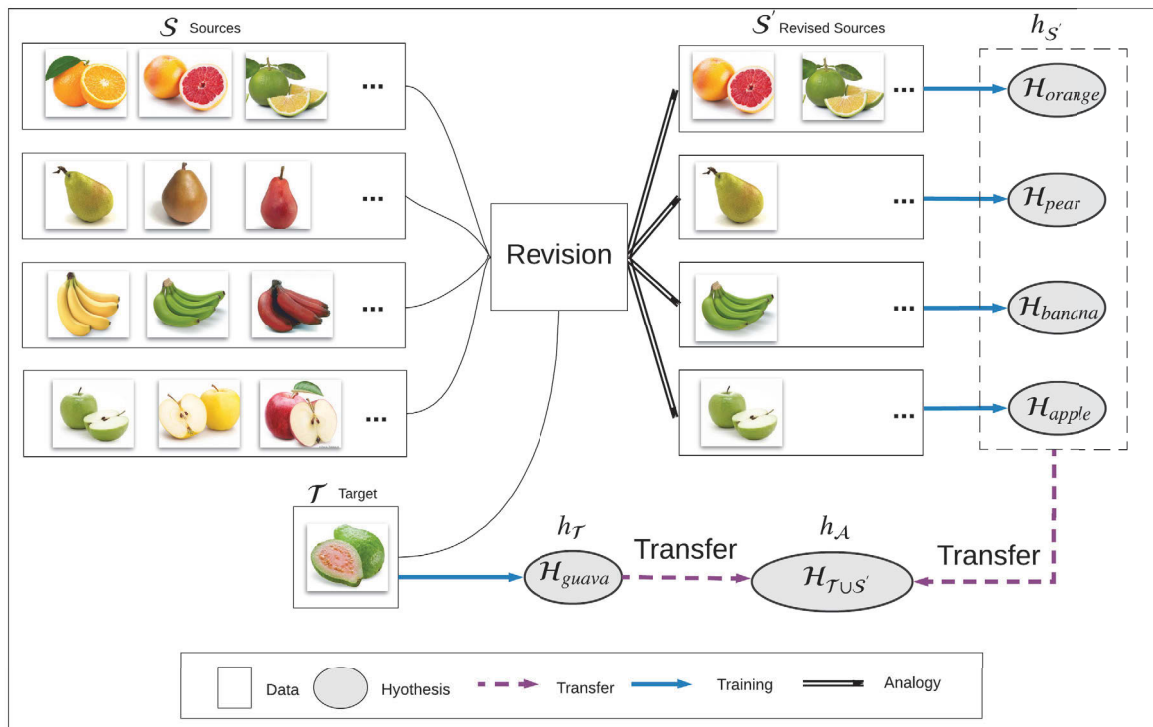 S Sources
S′ Revised Sources
h_S′
...
...
H_orange
...
...
H_pear
Revision
...
...
H_banana
...
...
H_apple
T Target
h_T
h_A
Transfer
Transfer
H_guava
H_T∪S′
Data
Hyothesis
Transfer
Training
Analogy